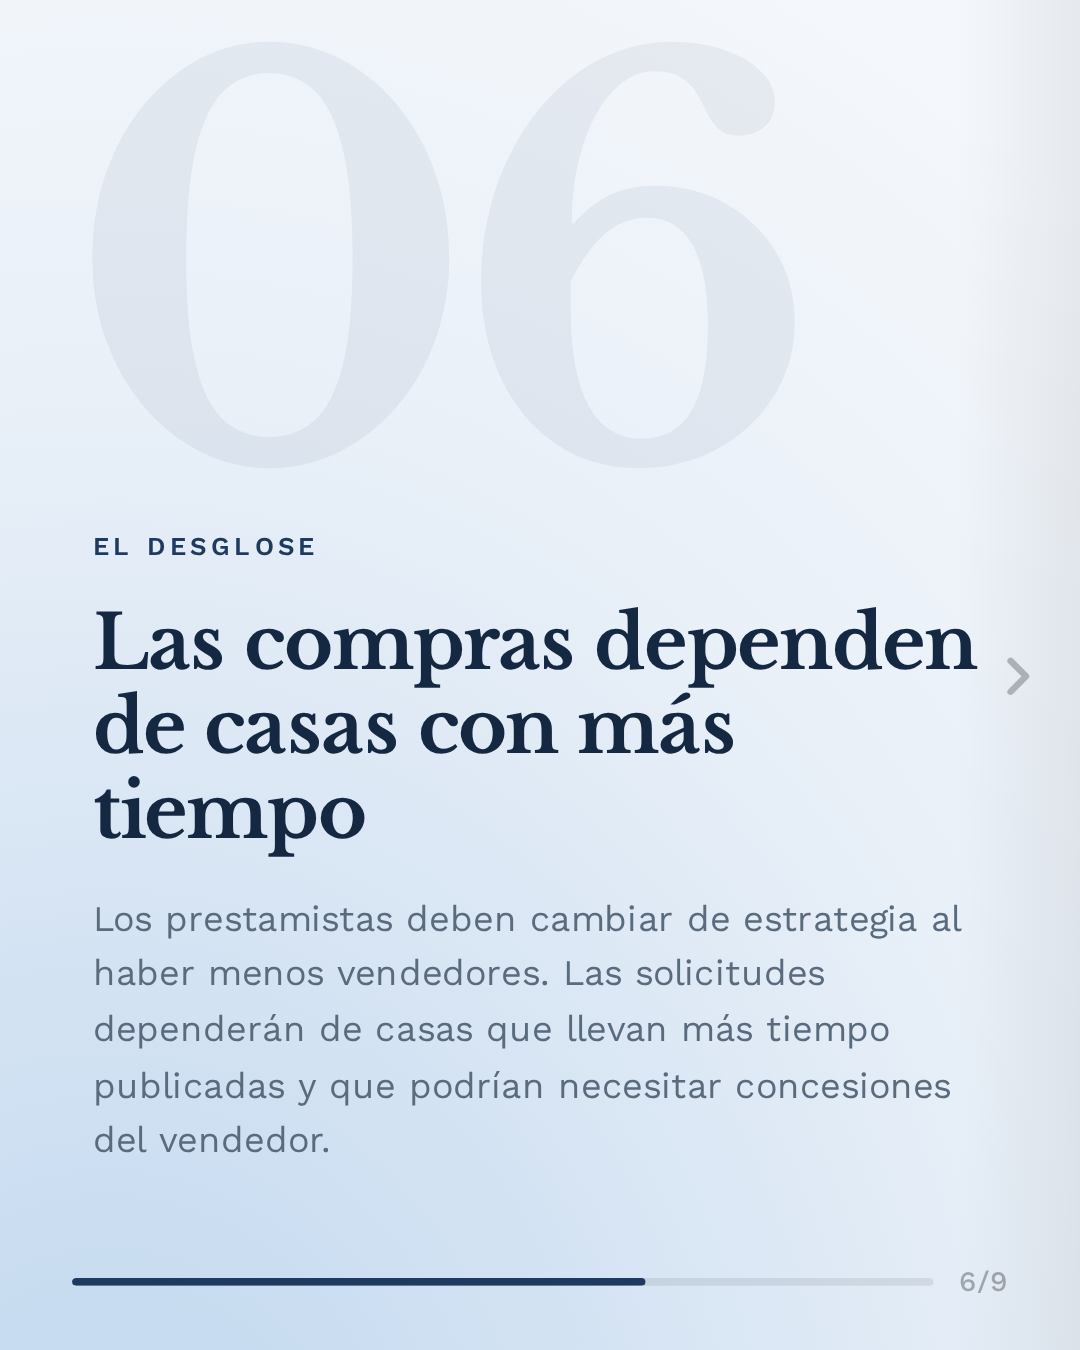 06
EL DESGLOSE
Las compras dependen
de casas con más
tiempo
Los prestamistas deben cambiar de estrategia al
haber menos vendedores. Las solicitudes
dependerán de casas que llevan más tiempo
publicadas y que podrían necesitar concesiones
del vendedor.
6/9